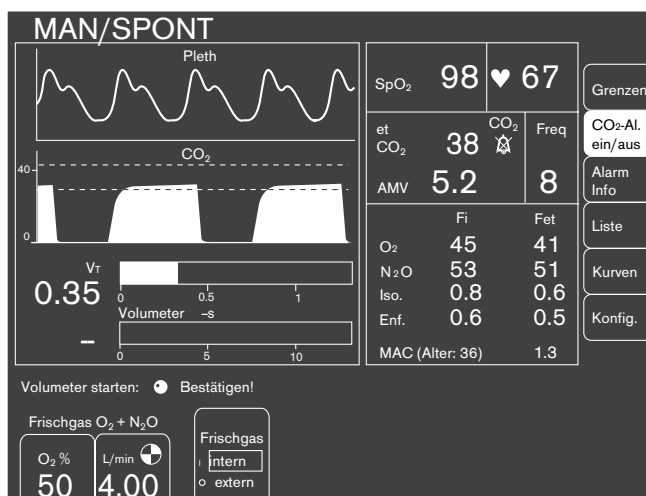 MAN/SPONT
Pleth
CO₂
40
0
VT
0.35
0 0.5 1
Volumeter –s
–
0 5 10
SpO₂ 98 ♥ 67
et CO₂ 38 CO₂
Freq
AMV 5.2 8
Fi Fet
O₂ 45 41
N₂O 53 51
Iso. 0.8 0.6
Enf. 0.6 0.5
MAC (Alter: 36) 1.3
Grenzen
CO₂-Al.
ein/aus
Alarm
Info
Liste
Kurven
Konfig.
Volumeter starten: Bestätigen!
Frischgas O₂ + N₂O
O₂ % L/min
50 4.00
Frischgas
I intern
o extern